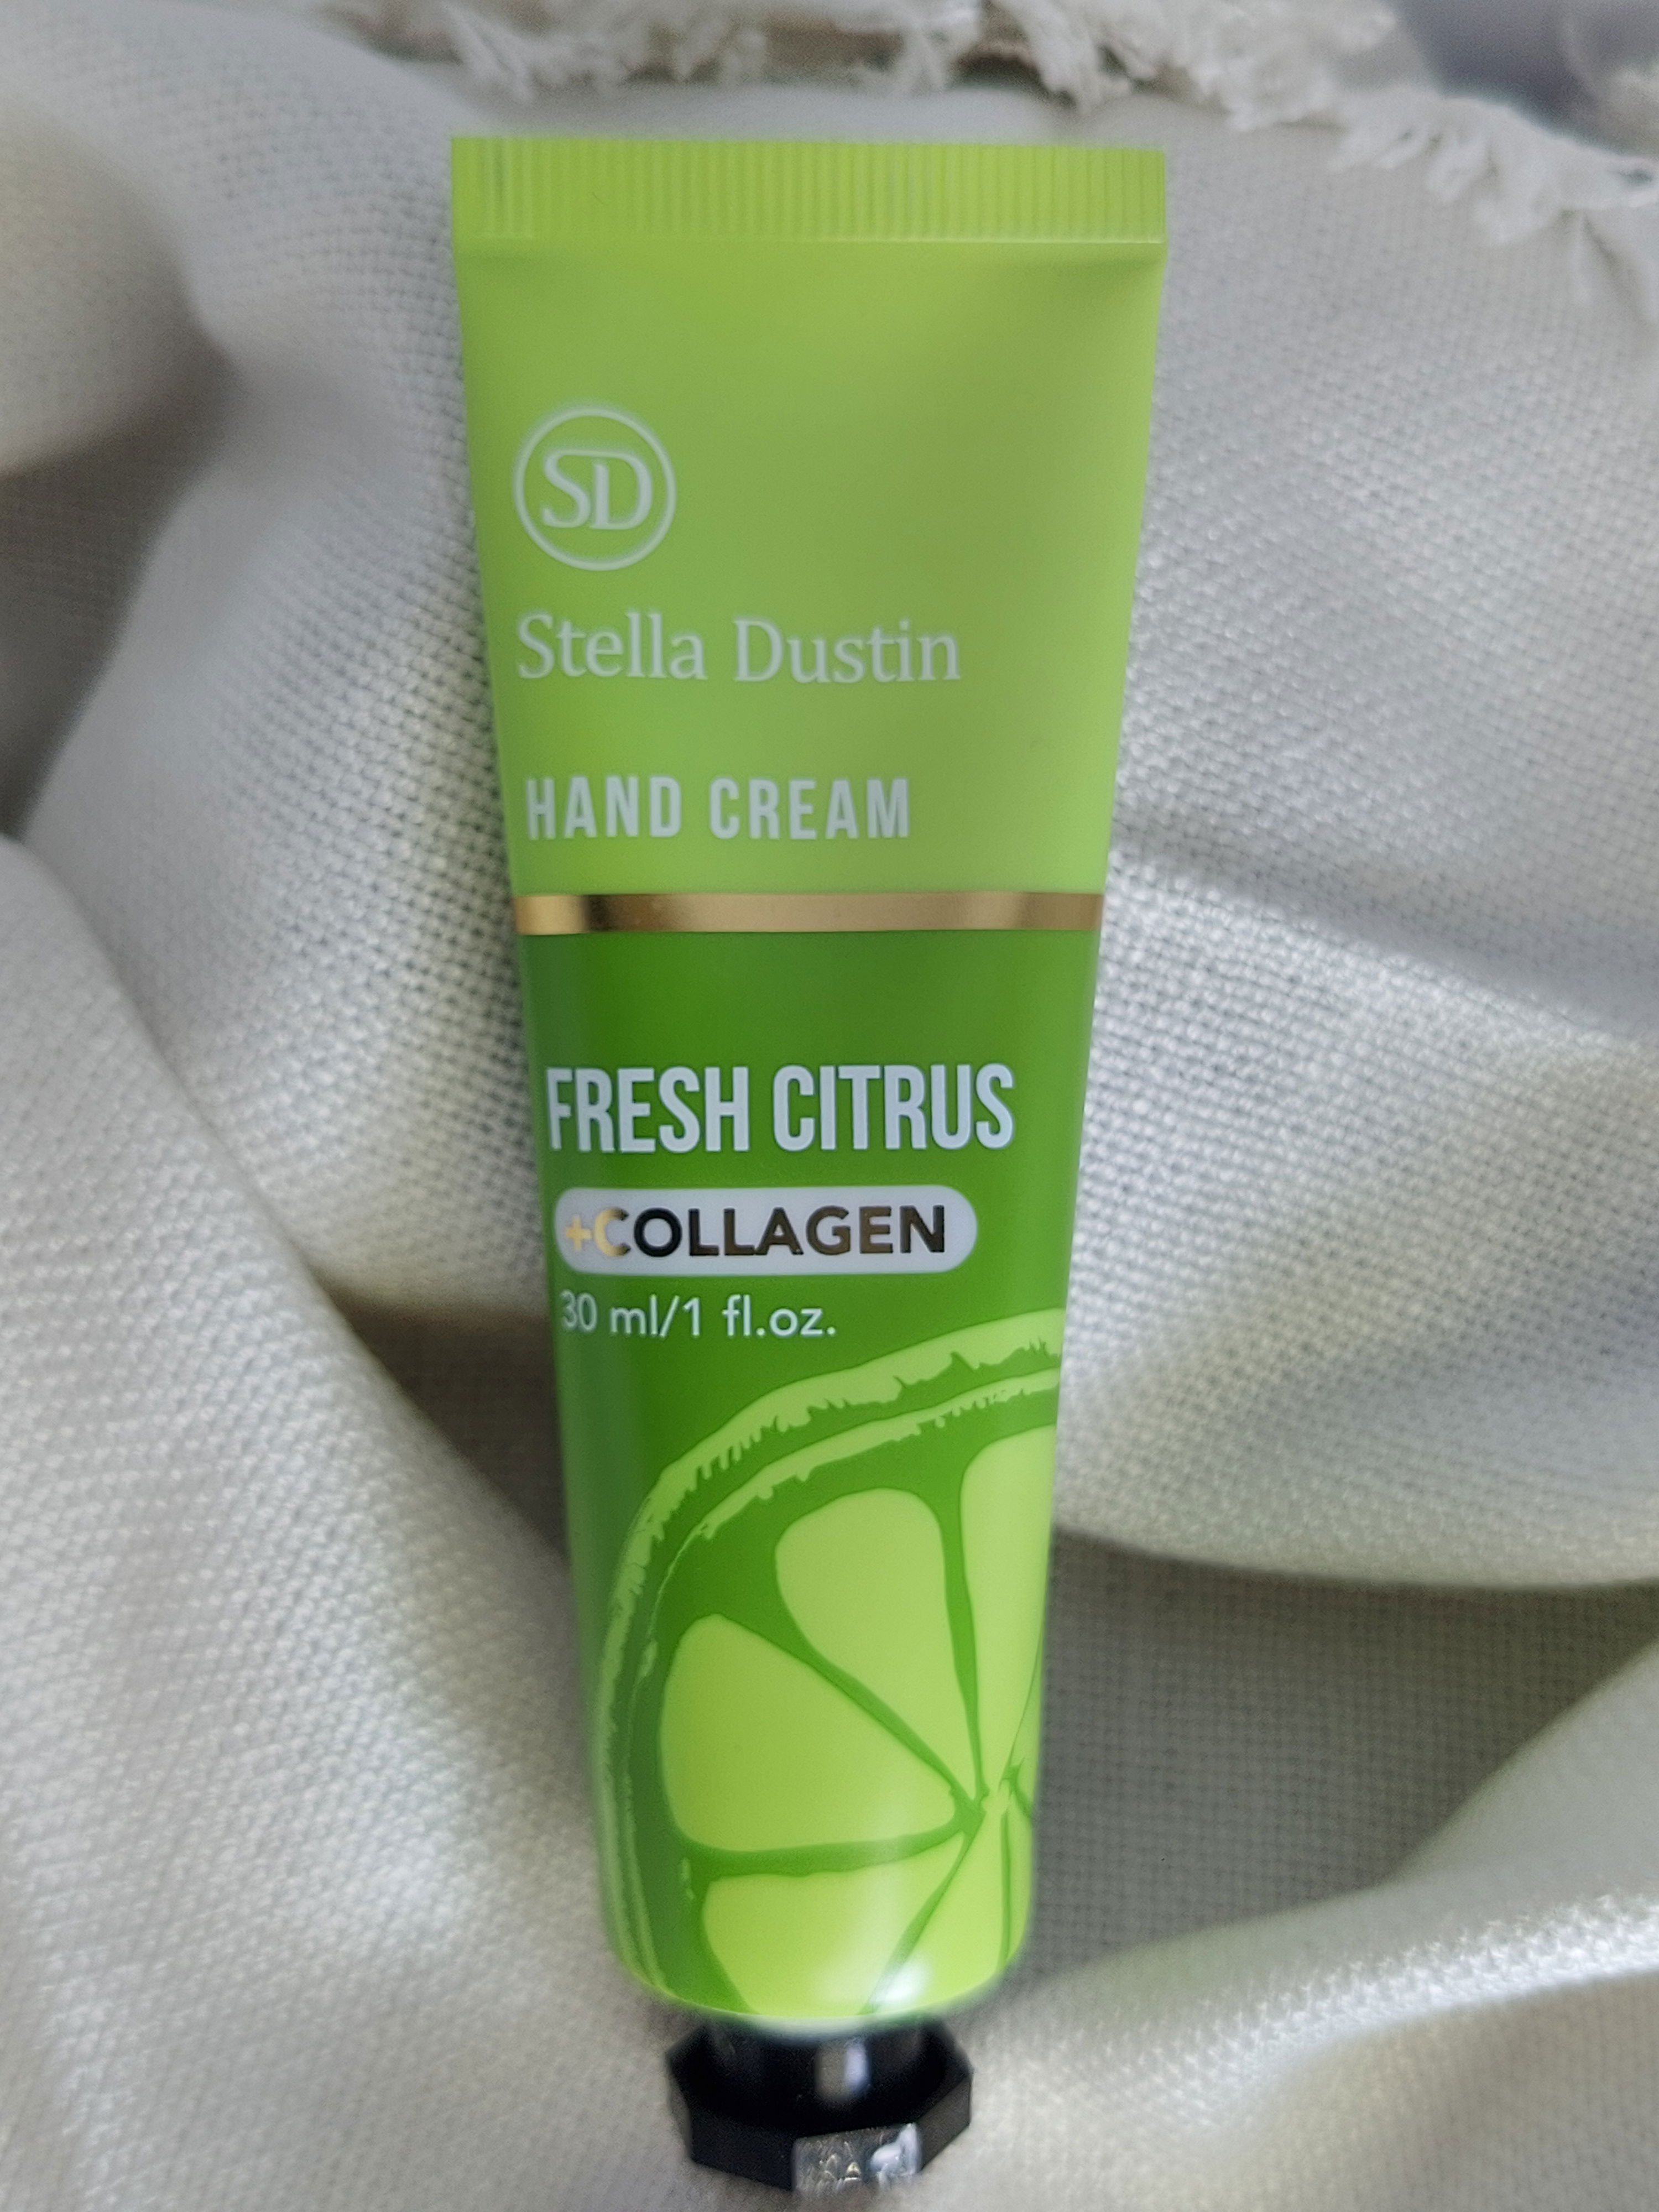 SD
Stella Dustin
HAND CREAM
FRESH CITRUS
+COLLAGEN
30 ml/1 fl.oz.